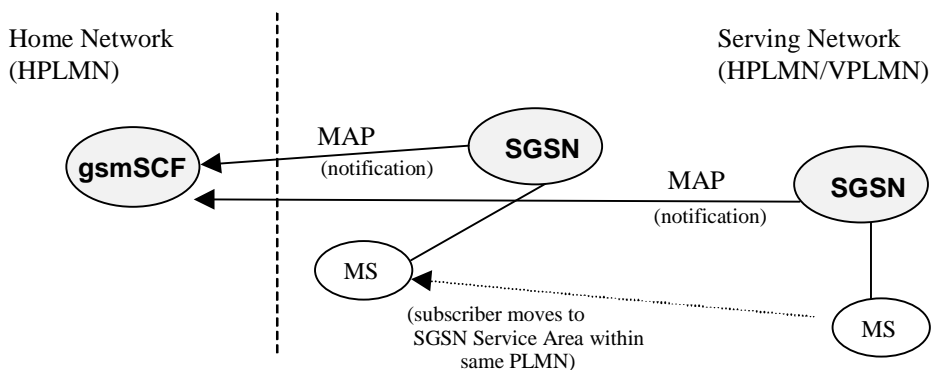 Home Network
(HPLMN)
Serving Network
(HPLMN/VPLMN)
MAP
(notification)
SGSN
gsmSCF
MAP
(notification)
SGSN
MS
(subscriber moves to
SGSN Service Area within
same PLMN)
MS